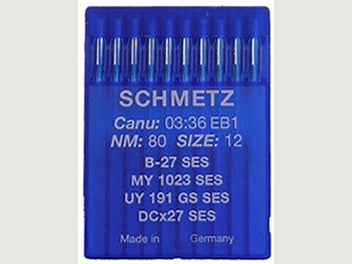 SCHMETZ
Canu: 03:36 EB1
NM: 80 SIZE: 12
B-27 SES
MY 1023 SES
UY 191 GS SES
DCx27 SES
Made in Germany